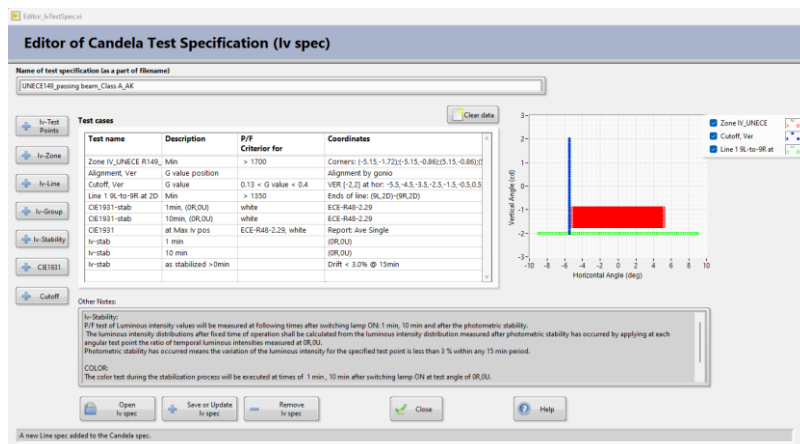 Editor_IvTestSpec.vi
Editor of Candela Test Specification (Iv spec)
Name of test specification (as a part of filename)
UNECE149_passing beam_Class A_AK
Clear data
Iv-Test Points
Iv-Zone
Iv-Line
Iv-Group
Iv-Stability
CIE1931
Cutoff
Test cases
Test name Description P/F Criterion for Coordinates
Zone IV_UNECE R149_ Min > 1700 Corners: (-5.15,-1.72);(-5.15,-0.86);(5.15,-0.86);(5
Alignment, Ver G value position Alignment by gonio
Cutoff, Ver G value 0.13 < G value < 0.4 VER [-2,2] at hor: -5.5,-4.5,-3.5,-2.5,-1.5,-0.5,0.5
Line 1 9L-to-9R at 2D Min > 1350 Ends of line: (9L,2D)-(9R,2D)
CIE1931-stab 1min, (0R,0U) white ECE-R48-2.29
CIE1931-stab 10min, (0R,0U) white ECE-R48-2.29
CIE1931 at Max Iv pos ECE-R48-2.29, white Report: Ave Single
Iv-stab 1 min (0R,0U)
Iv-stab 10 min (0R,0U)
Iv-stab as stabilized >0min Drift < 3.0% @ 15min
Vertical Angle (cd)
3
2
1
0
-1
-2
-3
-10 -8 -6 -4 -2 0 2 4 6 8 10
Horizontal Angle (deg)
Zone IV_UNECE
Cutoff, Ver
Line 1 9L-to-9R at
Other Notes:
Iv-Stability:
P/F test of Luminous intensity values will be measured at following times after switching lamp ON: 1 min, 10 min and after the photometric stability.
The luminous intensity distributions after fixed time of operation shall be calculated from the luminous intensity distribution measured after photometric stability has occurred by applying at each
angular test point the ratio of temporal luminous intensities measured at 0R,0U.
Photometric stability has occurred means the variation of the luminous intensity for the specified test point is less than 3 % within any 15 min period.
COLOR:
The color test during the stabilization process will be executed at times of 1 min , 10 min after switching lamp ON at test angle of 0R,0U.
Open Iv spec
Save or Update Iv spec
Remove Iv spec
Close
Help
A new Line spec added to the Candela spec.